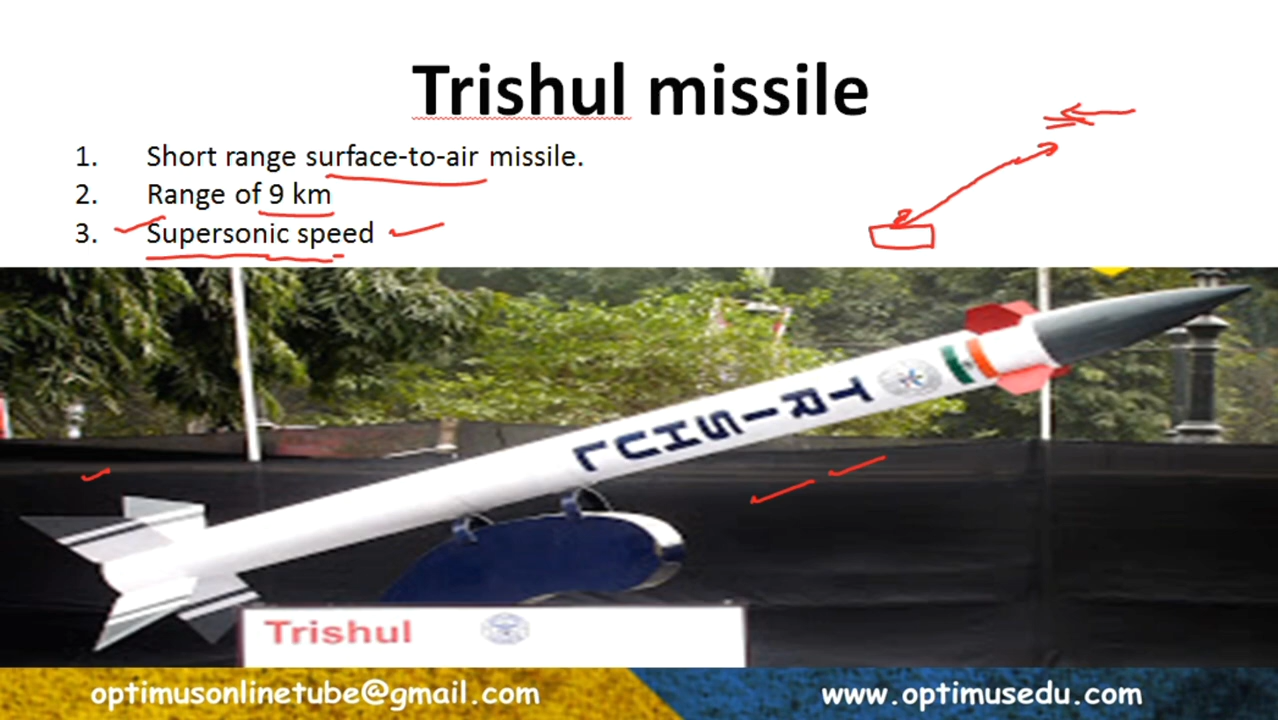 Trishul missile
1. Short range surface-to-air missile.
2. Range of 9 km
3. Supersonic speed
TRISHUL
Trishul
optimusonlinetube@gmail.com
www.optimusedu.com